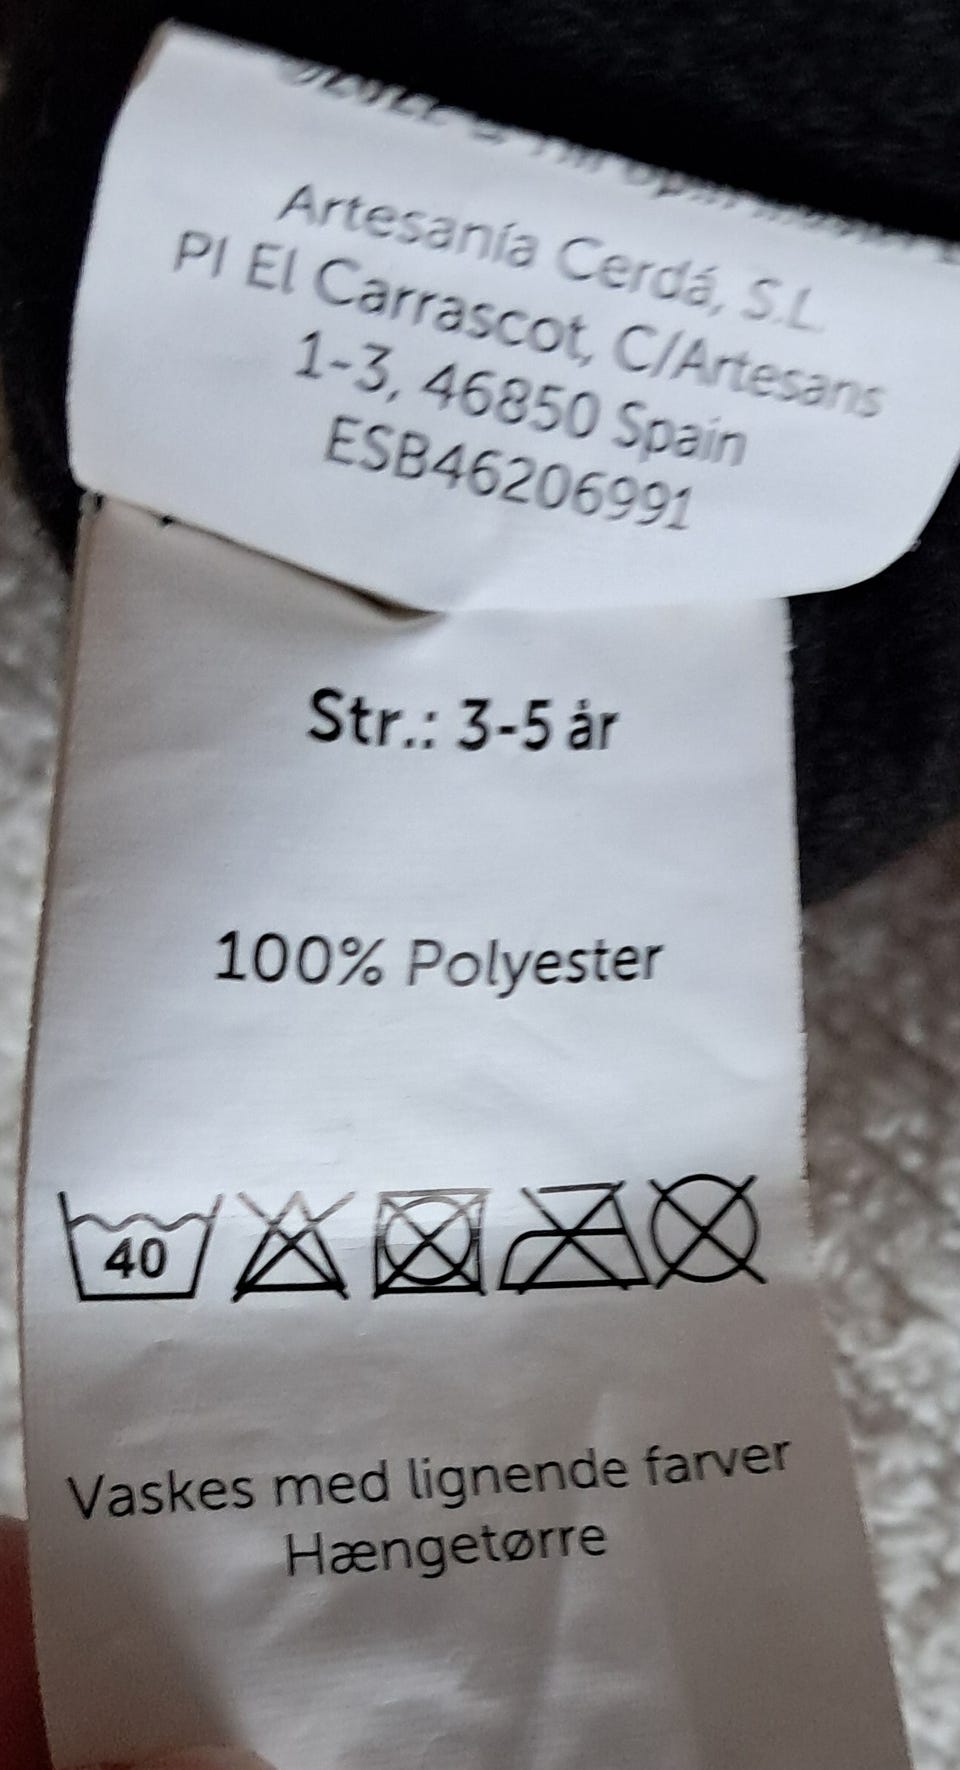 Artesanía Cerdá, S.L.
PI El Carrascot, C/Artesans
1-3, 46850 Spain
ESB46206991
Str.: 3-5 år
100% Polyester
40
Vaskes med lignende farver
Hængetørre